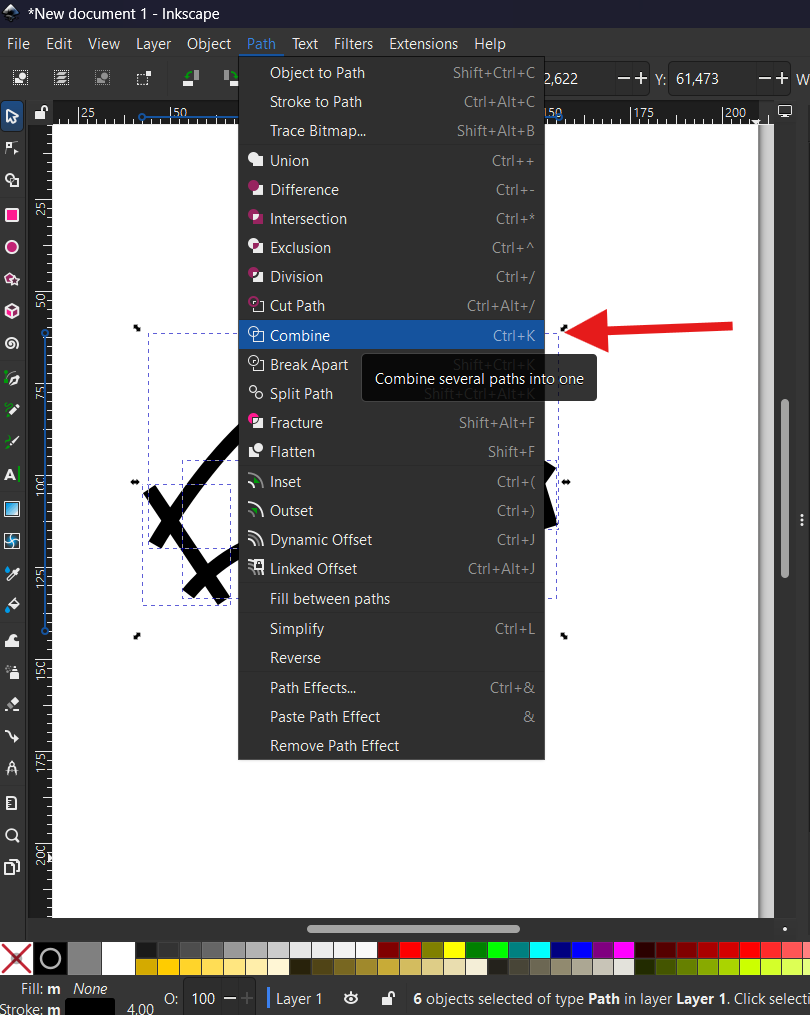 *New document 1 - Inkscape
File Edit View Layer Object Path Text Filters Extensions Help
2,622 Y: 61,473 W
25 50 150 175 200
Object to Path Shift+Ctrl+C
Stroke to Path Ctrl+Alt+C
Trace Bitmap... Shift+Alt+B
Union Ctrl++
Difference Ctrl+-
Intersection Ctrl+*
Exclusion Ctrl+^
Division Ctrl+/
Cut Path Ctrl+Alt+/
Combine Ctrl+K
Break Apart Shift+Ctrl+K
Combine several paths into one
Split Path Shift+Ctrl+Alt+K
Fracture Shift+Alt+F
Flatten Shift+F
Inset Ctrl+(
Outset Ctrl+)
Dynamic Offset Ctrl+J
Linked Offset Ctrl+Alt+J
Fill between paths
Simplify Ctrl+L
Reverse
Path Effects... Ctrl+&
Paste Path Effect &
Remove Path Effect
25
50
75
100
125
150
175
200
Fill: m None
Stroke: m 4.00 O: 100 Layer 1 6 objects selected of type Path in layer Layer 1. Click selecti